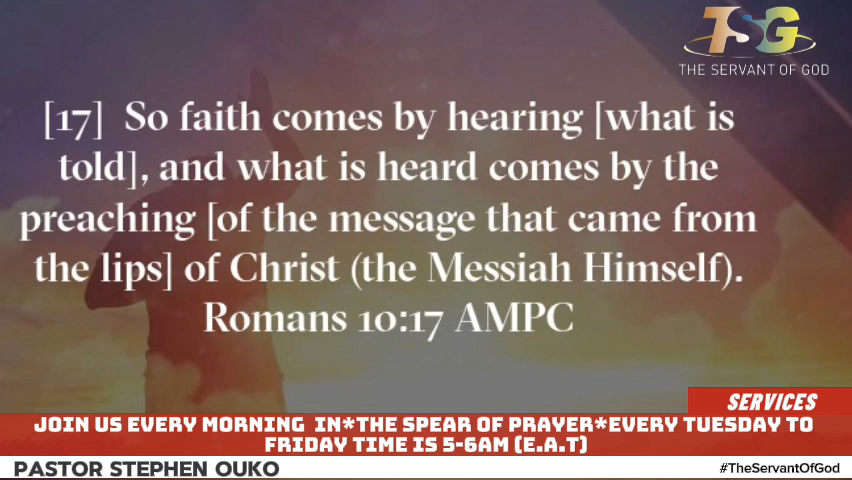 TSG
THE SERVANT OF GOD
[17] So faith comes by hearing [what is
told], and what is heard comes by the
preaching [of the message that came from
the lips] of Christ (the Messiah Himself).
Romans 10:17 AMPC
SERVICES
JOIN US EVERY MORNING IN*THE SPEAR OF PRAYER*EVERY TUESDAY TO
FRIDAY TIME IS 5-6AM (E.A.T)
PASTOR STEPHEN OUKO
#TheServantOfGod